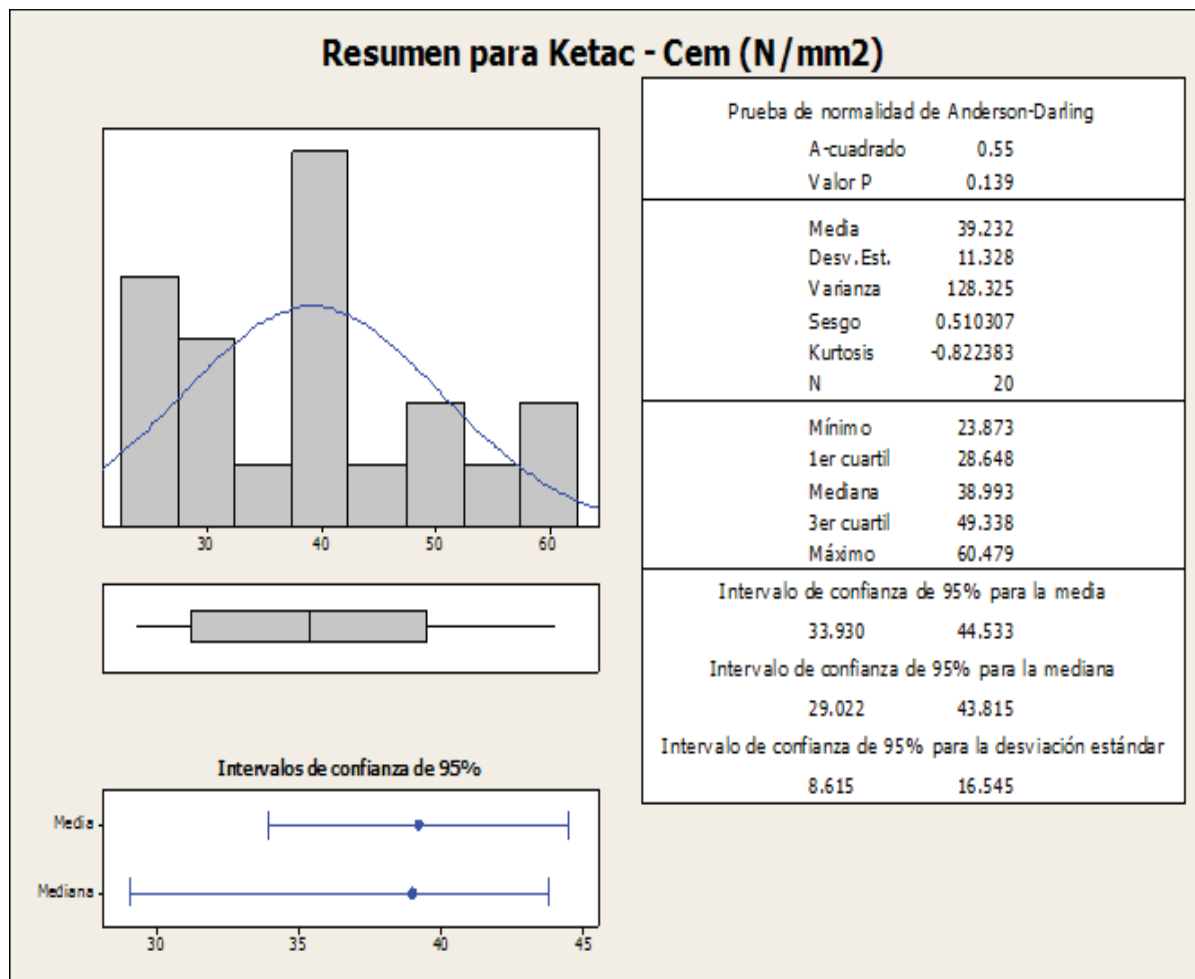 Resumen para Ketac - Cem (N/mm2)
30 40 50 60
Intervalos de confianza de 95%
Media
Mediana
30 35 40 45
Prueba de normalidad de Anderson-Darling
A-cuadrado 0.55
Valor P 0.139
Media 39.232
Desv.Est. 11.328
Varianza 128.325
Sesgo 0.510307
Kurtosis -0.822383
N 20
Mínimo 23.873
1er cuartil 28.648
Mediana 38.993
3er cuartil 49.338
Máximo 60.479
Intervalo de confianza de 95% para la media
33.930 44.533
Intervalo de confianza de 95% para la mediana
29.022 43.815
Intervalo de confianza de 95% para la desviación estándar
8.615 16.545